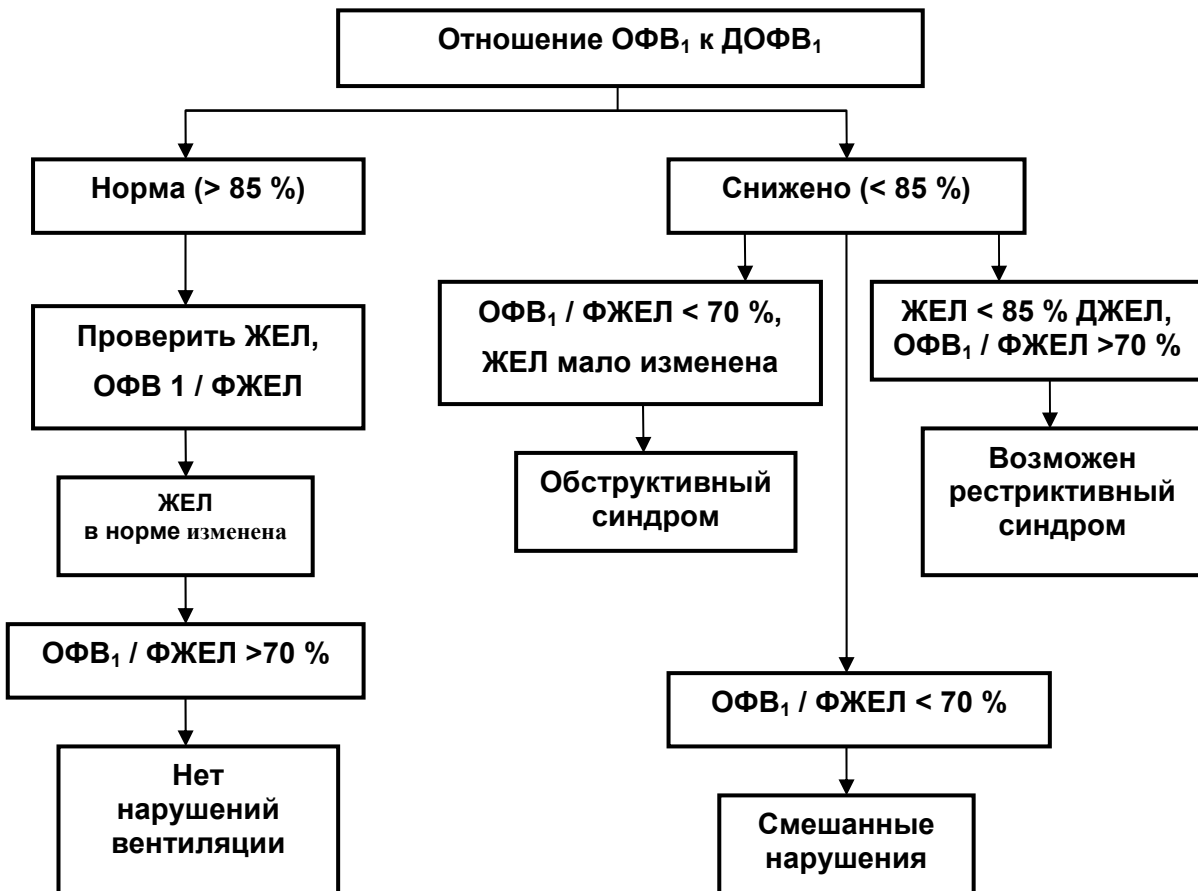 Отношение ОФВ₁ к ДОФВ₁
Норма (> 85 %)
Снижено (< 85 %)
Проверить ЖЕЛ,
ОФВ 1 / ФЖЕЛ
ОФВ₁ / ФЖЕЛ < 70 %,
ЖЕЛ мало изменена
ЖЕЛ < 85 % ДЖЕЛ,
ОФВ₁ / ФЖЕЛ >70 %
ЖЕЛ
в норме изменена
Обструктивный
синдром
Возможен
рестриктивный
синдром
ОФВ₁ / ФЖЕЛ >70 %
ОФВ₁ / ФЖЕЛ < 70 %
Нет
нарушений
вентиляции
Смешанные
нарушения